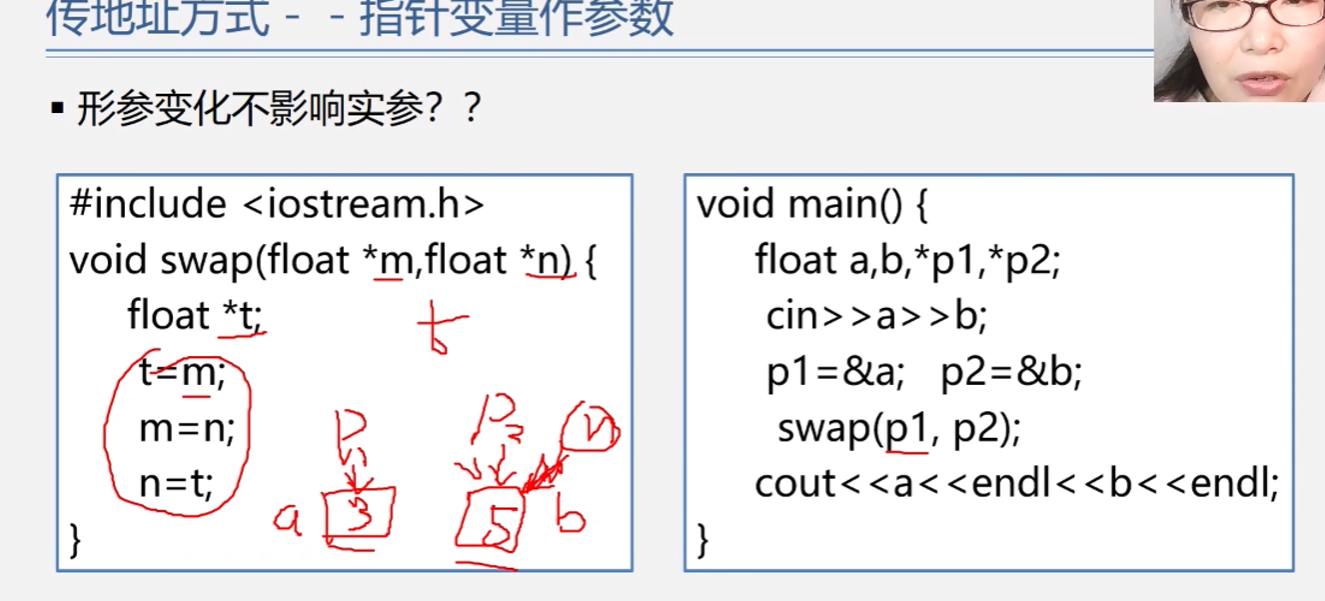 传地址方式 - - 指针变量作参数
▪ 形参变化不影响实参？？
#include <iostream.h>
void swap(float *m,float *n) {
float *t;
t=m;
m=n;
n=t;
}
t
P1
P2
n
a 3
5 b
void main() {
float a,b,*p1,*p2;
cin>>a>>b;
p1=&a; p2=&b;
swap(p1, p2);
cout<<a<<endl<<b<<endl;
}